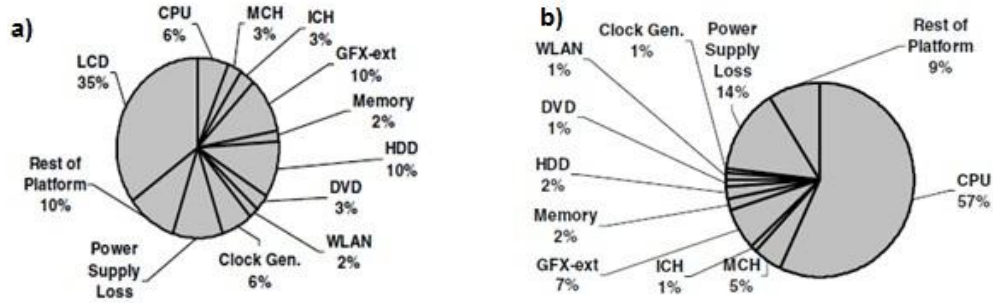 a)
CPU
6%
MCH
3%
ICH
3%
GFX-ext
10%
Memory
2%
HDD
10%
DVD
3%
WLAN
2%
Clock Gen.
6%
Power
Supply
Loss
Rest of
Platform
10%
LCD
35%
b)
Rest of
Platform
9%
CPU
57%
MCH
5%
ICH
1%
GFX-ext
7%
Memory
2%
HDD
2%
DVD
1%
WLAN
1%
Clock Gen.
1%
Power
Supply
Loss
14%